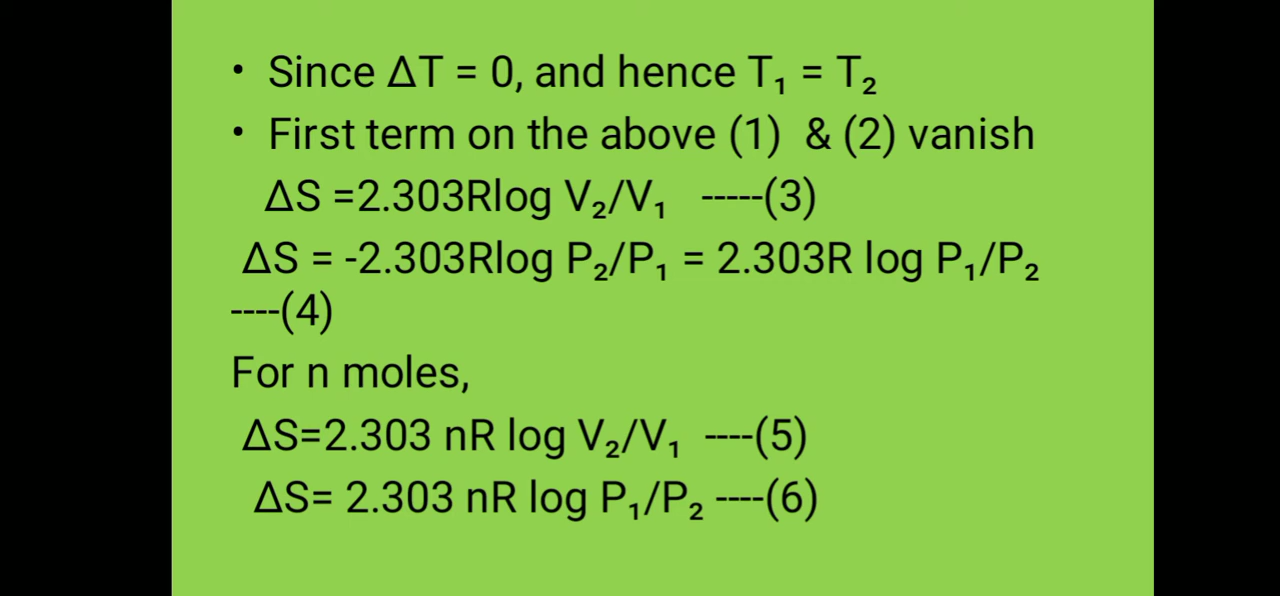 • Since ΔT = 0, and hence T₁ = T₂
• First term on the above (1) & (2) vanish
ΔS =2.303Rlog V₂/V₁ -----(3)
ΔS = -2.303Rlog P₂/P₁ = 2.303R log P₁/P₂
----(4)
For n moles,
ΔS=2.303 nR log V₂/V₁ ----(5)
ΔS= 2.303 nR log P₁/P₂ ----(6)